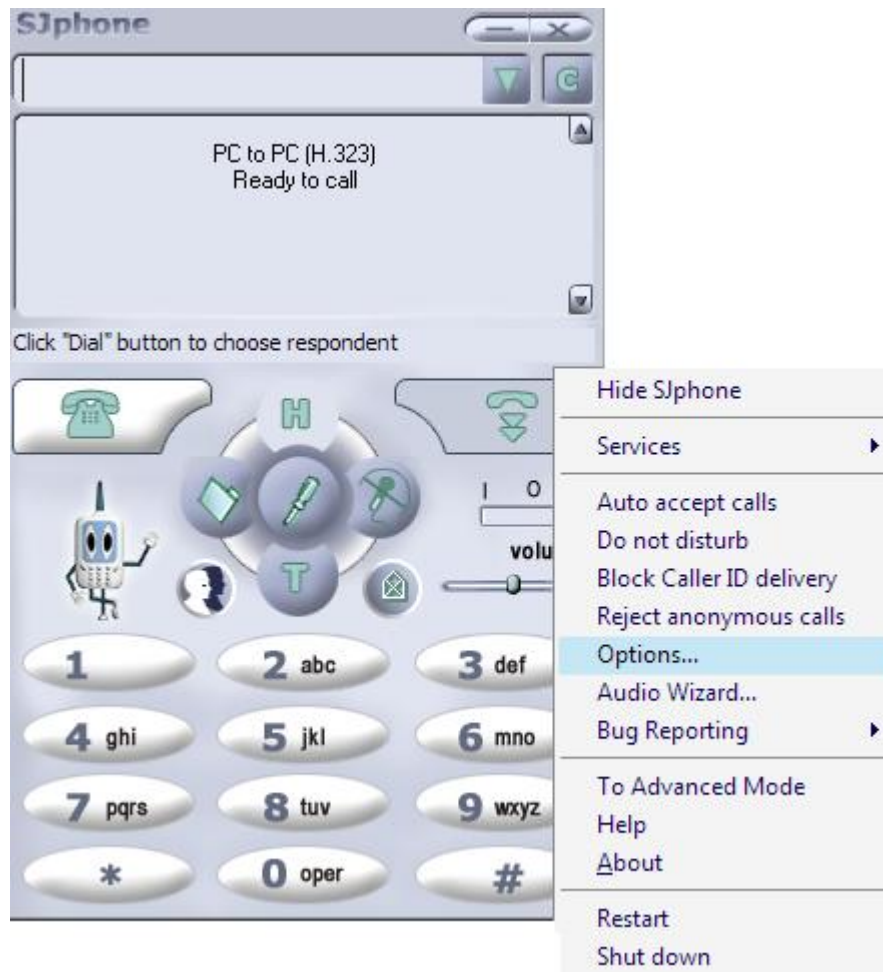 SJphone
C
PC to PC (H.323)
Ready to call
Click "Dial" button to choose respondent
H
I O
volu
T
1
2 abc
3 def
4 ghi
5 jkl
6 mno
7 pqrs
8 tuv
9 wxyz
*
0 oper
#
Hide SJphone
Services
Auto accept calls
Do not disturb
Block Caller ID delivery
Reject anonymous calls
Options...
Audio Wizard...
Bug Reporting
To Advanced Mode
Help
About
Restart
Shut down